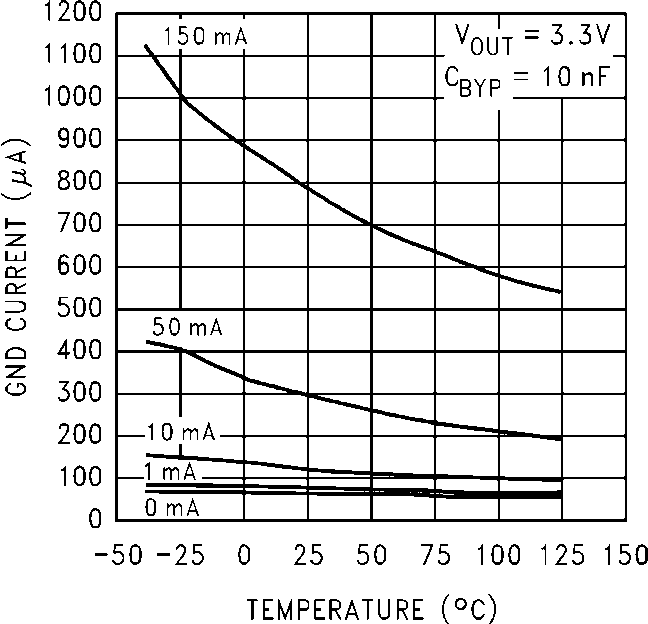 1200
1100
1000
900
800
700
600
500
400
300
200
100
0
GND CURRENT (µA)
150 mA
V_OUT = 3.3V
C_BYP = 10 nF
50 mA
10 mA
1 mA
0 mA
-50 -25 0 25 50 75 100 125 150
TEMPERATURE (°C)